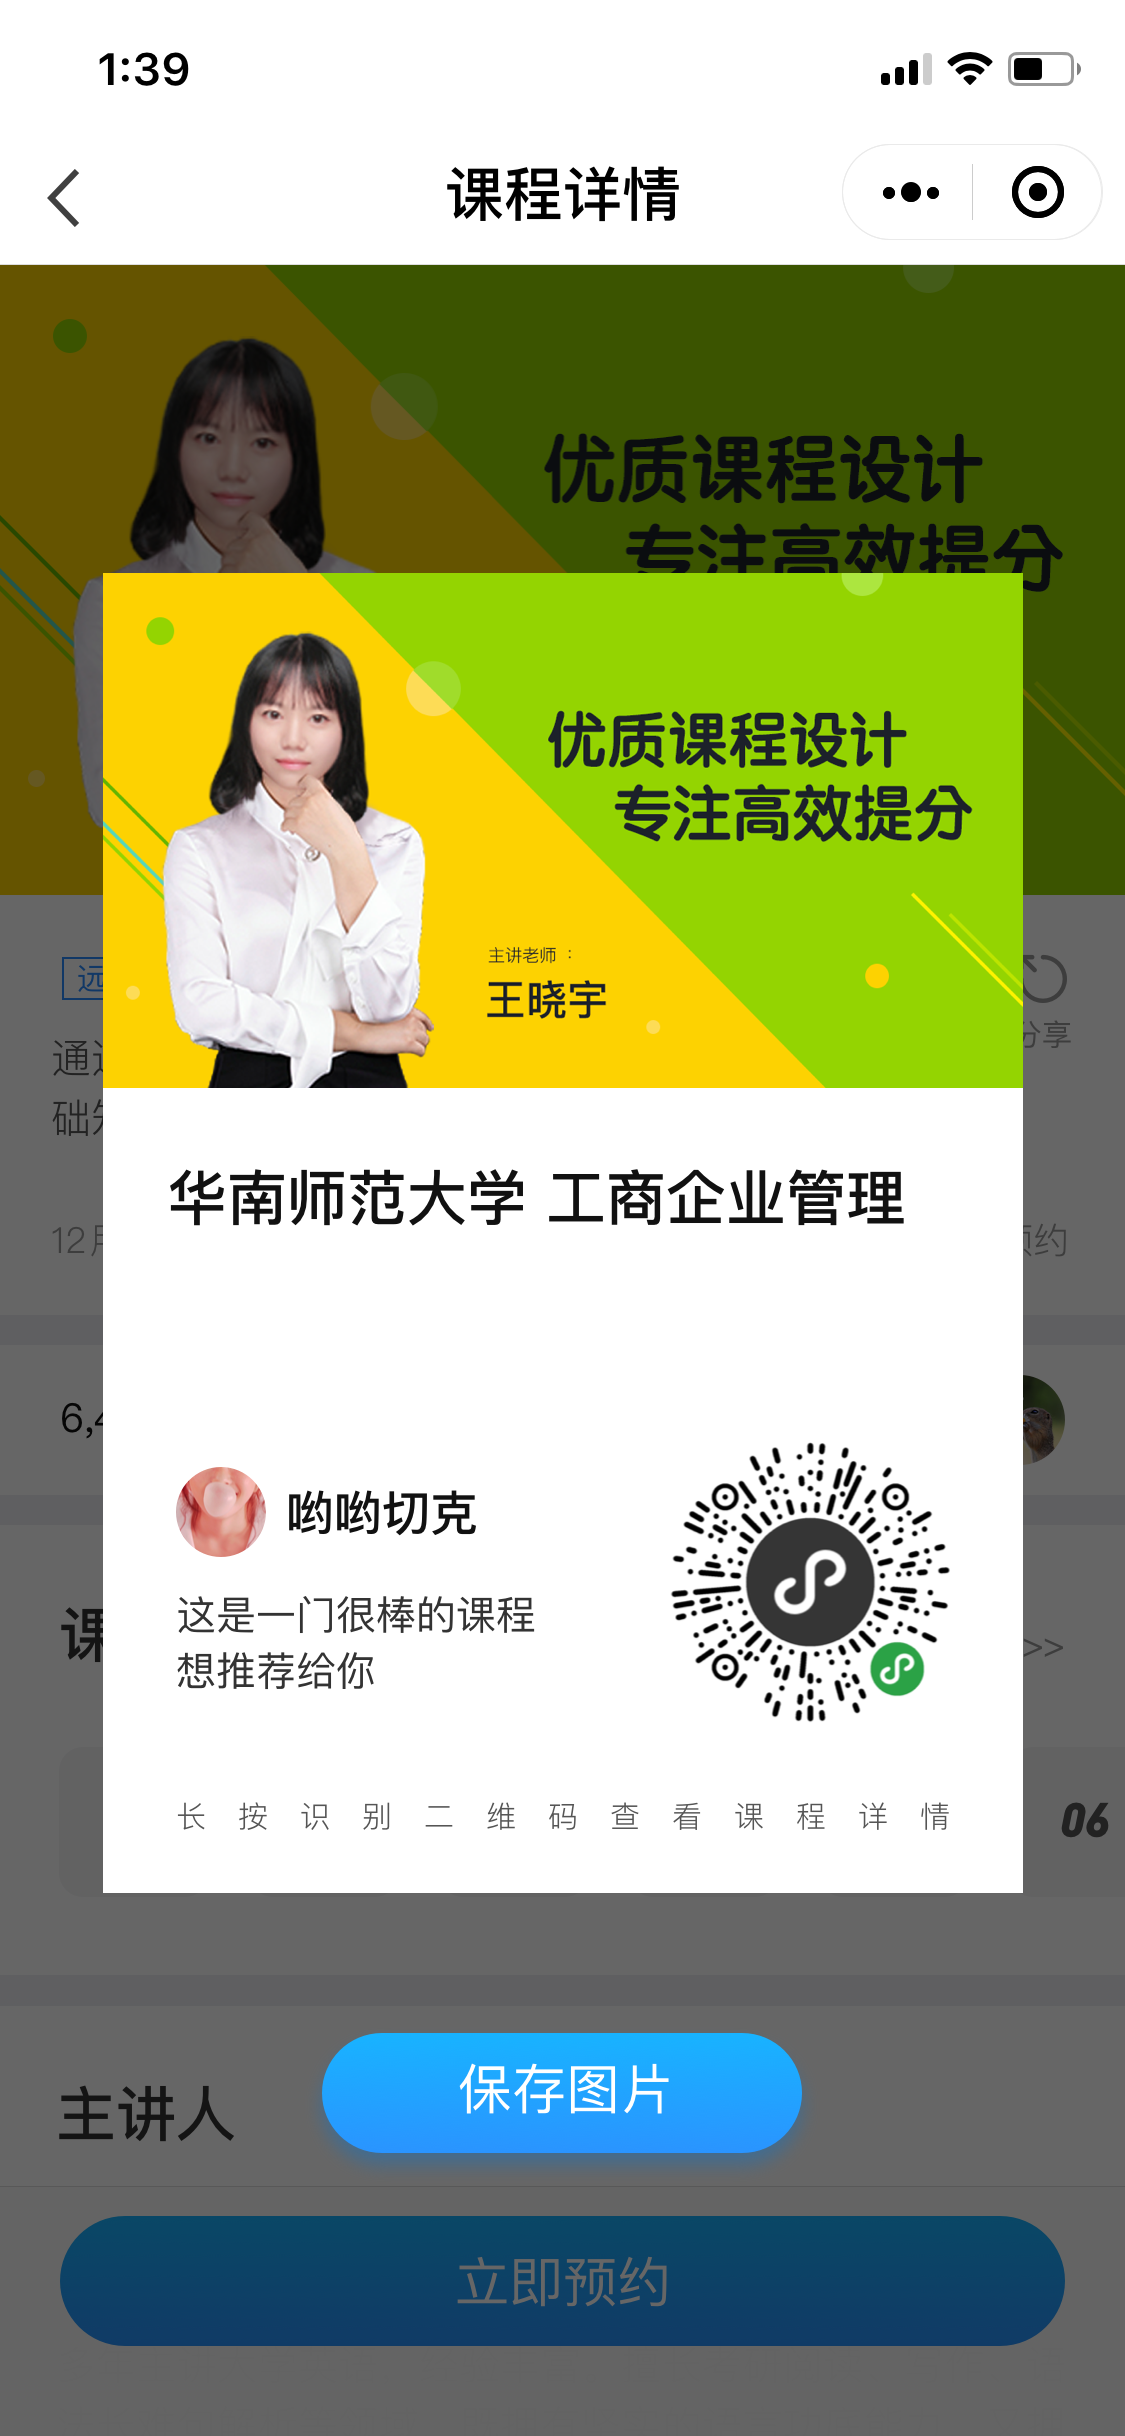 1:39
课程详情
优质课程设计
专注高效提分
优质课程设计
专注高效提分
主讲老师 ：
王晓宇
远
分享
通过
础知
12月
预约
华南师范大学 工商企业管理
6,4
哟哟切克
这是一门很棒的课程
想推荐给你
课
>>
06
长按识别二维码查看课程详情
保存图片
主讲人
立即预约